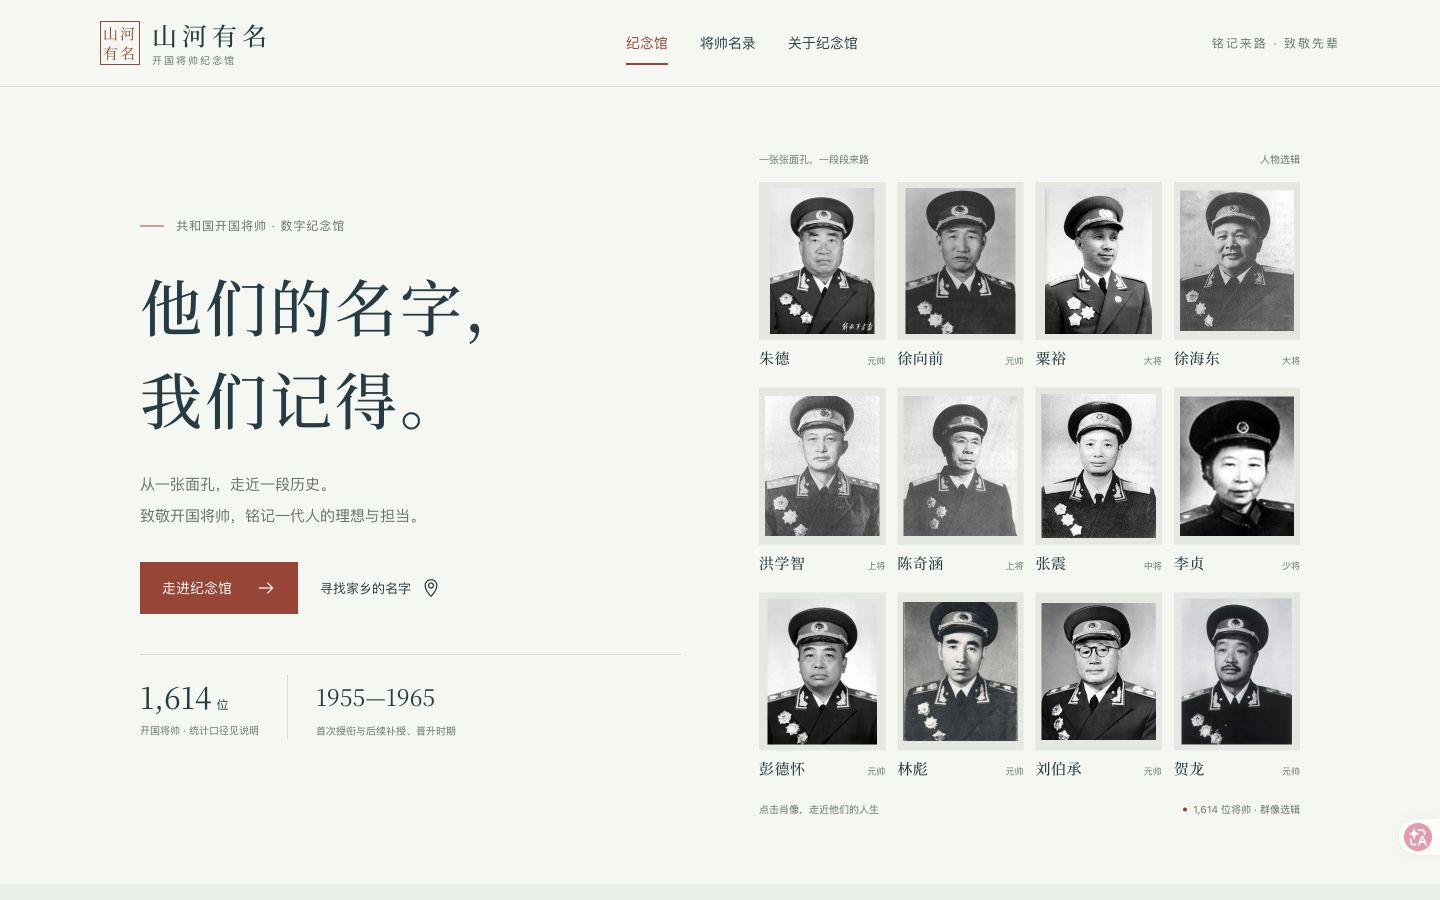 山河
有名
山河有名
开国将帅纪念馆
纪念馆
将帅名录
关于纪念馆
铭记来路 · 致敬先辈
共和国开国将帅 · 数字纪念馆
他们的名字，
我们记得。
从一张面孔，走近一段历史。
致敬开国将帅，铭记一代人的理想与担当。
走进纪念馆
寻找家乡的名字
1,614 位
开国将帅 · 统计口径见说明
1955—1965
首次授衔与后续补授、晋升时期
一张张面孔，一段段来路
人物选辑
朱德 元帅
徐向前 元帅
粟裕 大将
徐海东 大将
洪学智 上将
陈奇涵 上将
张震 中将
李贞 少将
彭德怀 元帅
林彪 元帅
刘伯承 元帅
贺龙 元帅
点击肖像，走近他们的人生
1,614 位将帅 · 群像选辑